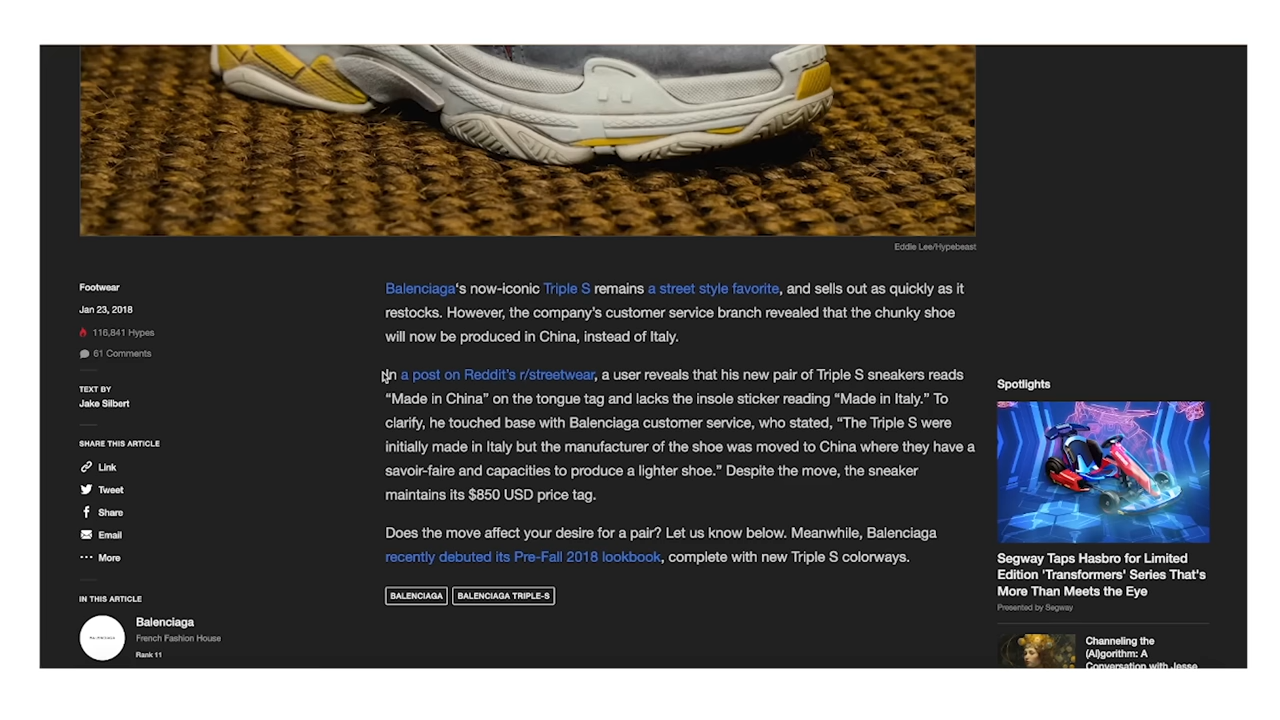 Eddie Lee/Hypebeast
Footwear
Jan 23, 2018
116,841 Hypes
61 Comments
TEXT BY
Jake Silbert
SHARE THIS ARTICLE
Link
Tweet
Share
Email
More
IN THIS ARTICLE
Balenciaga
French Fashion House
Rank 11
Balenciaga‘s now-iconic Triple S remains a street style favorite, and sells out as quickly as it
restocks. However, the company’s customer service branch revealed that the chunky shoe
will now be produced in China, instead of Italy.
In a post on Reddit’s r/streetwear, a user reveals that his new pair of Triple S sneakers reads
“Made in China” on the tongue tag and lacks the insole sticker reading “Made in Italy.” To
clarify, he touched base with Balenciaga customer service, who stated, “The Triple S were
initially made in Italy but the manufacturer of the shoe was moved to China where they have a
savoir-faire and capacities to produce a lighter shoe.” Despite the move, the sneaker
maintains its $850 USD price tag.
Does the move affect your desire for a pair? Let us know below. Meanwhile, Balenciaga
recently debuted its Pre-Fall 2018 lookbook, complete with new Triple S colorways.
BALENCIAGA
BALENCIAGA TRIPLE-S
Spotlights
Segway Taps Hasbro for Limited
Edition 'Transformers' Series That's
More Than Meets the Eye
Presented by Segway
Channeling the
(AI)gorithm: A
Conversation with Jesse